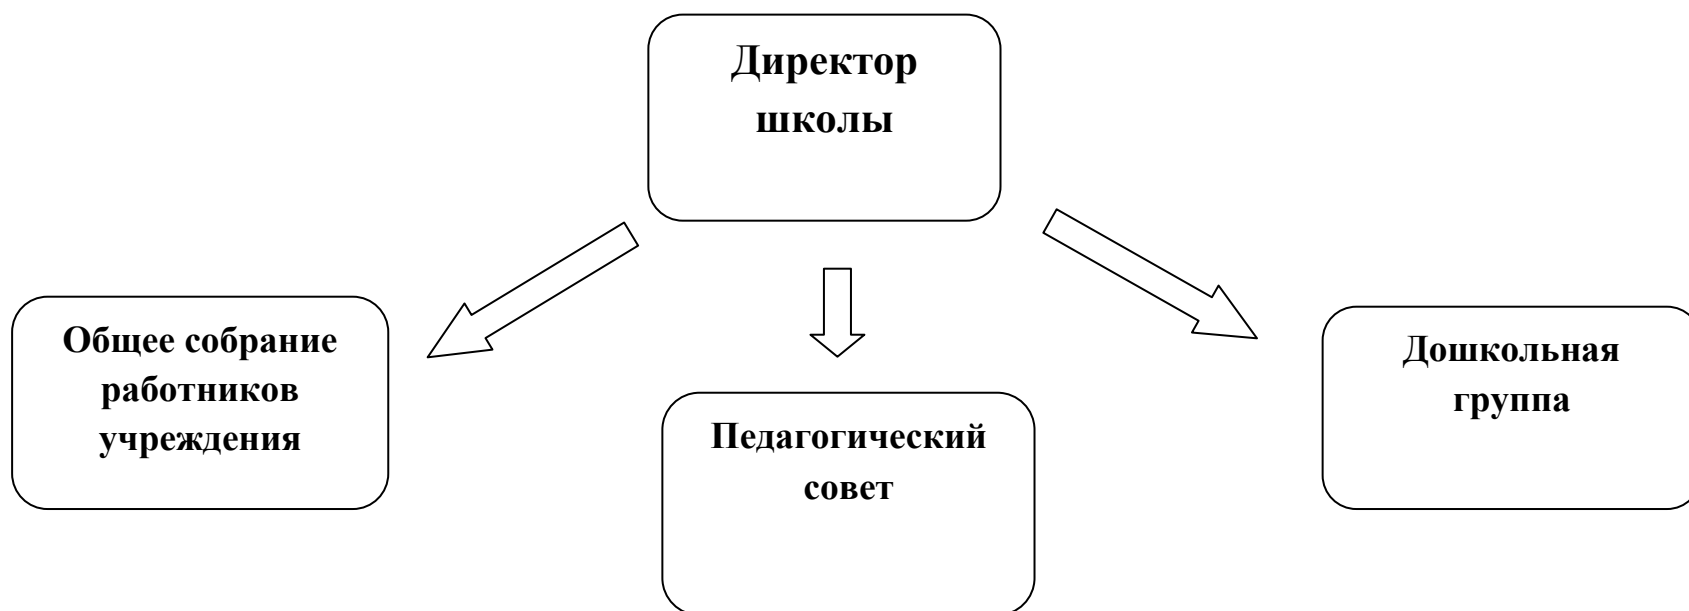 Директор
школы
Общее собрание
работников
учреждения
Педагогический
совет
Дошкольная
группа